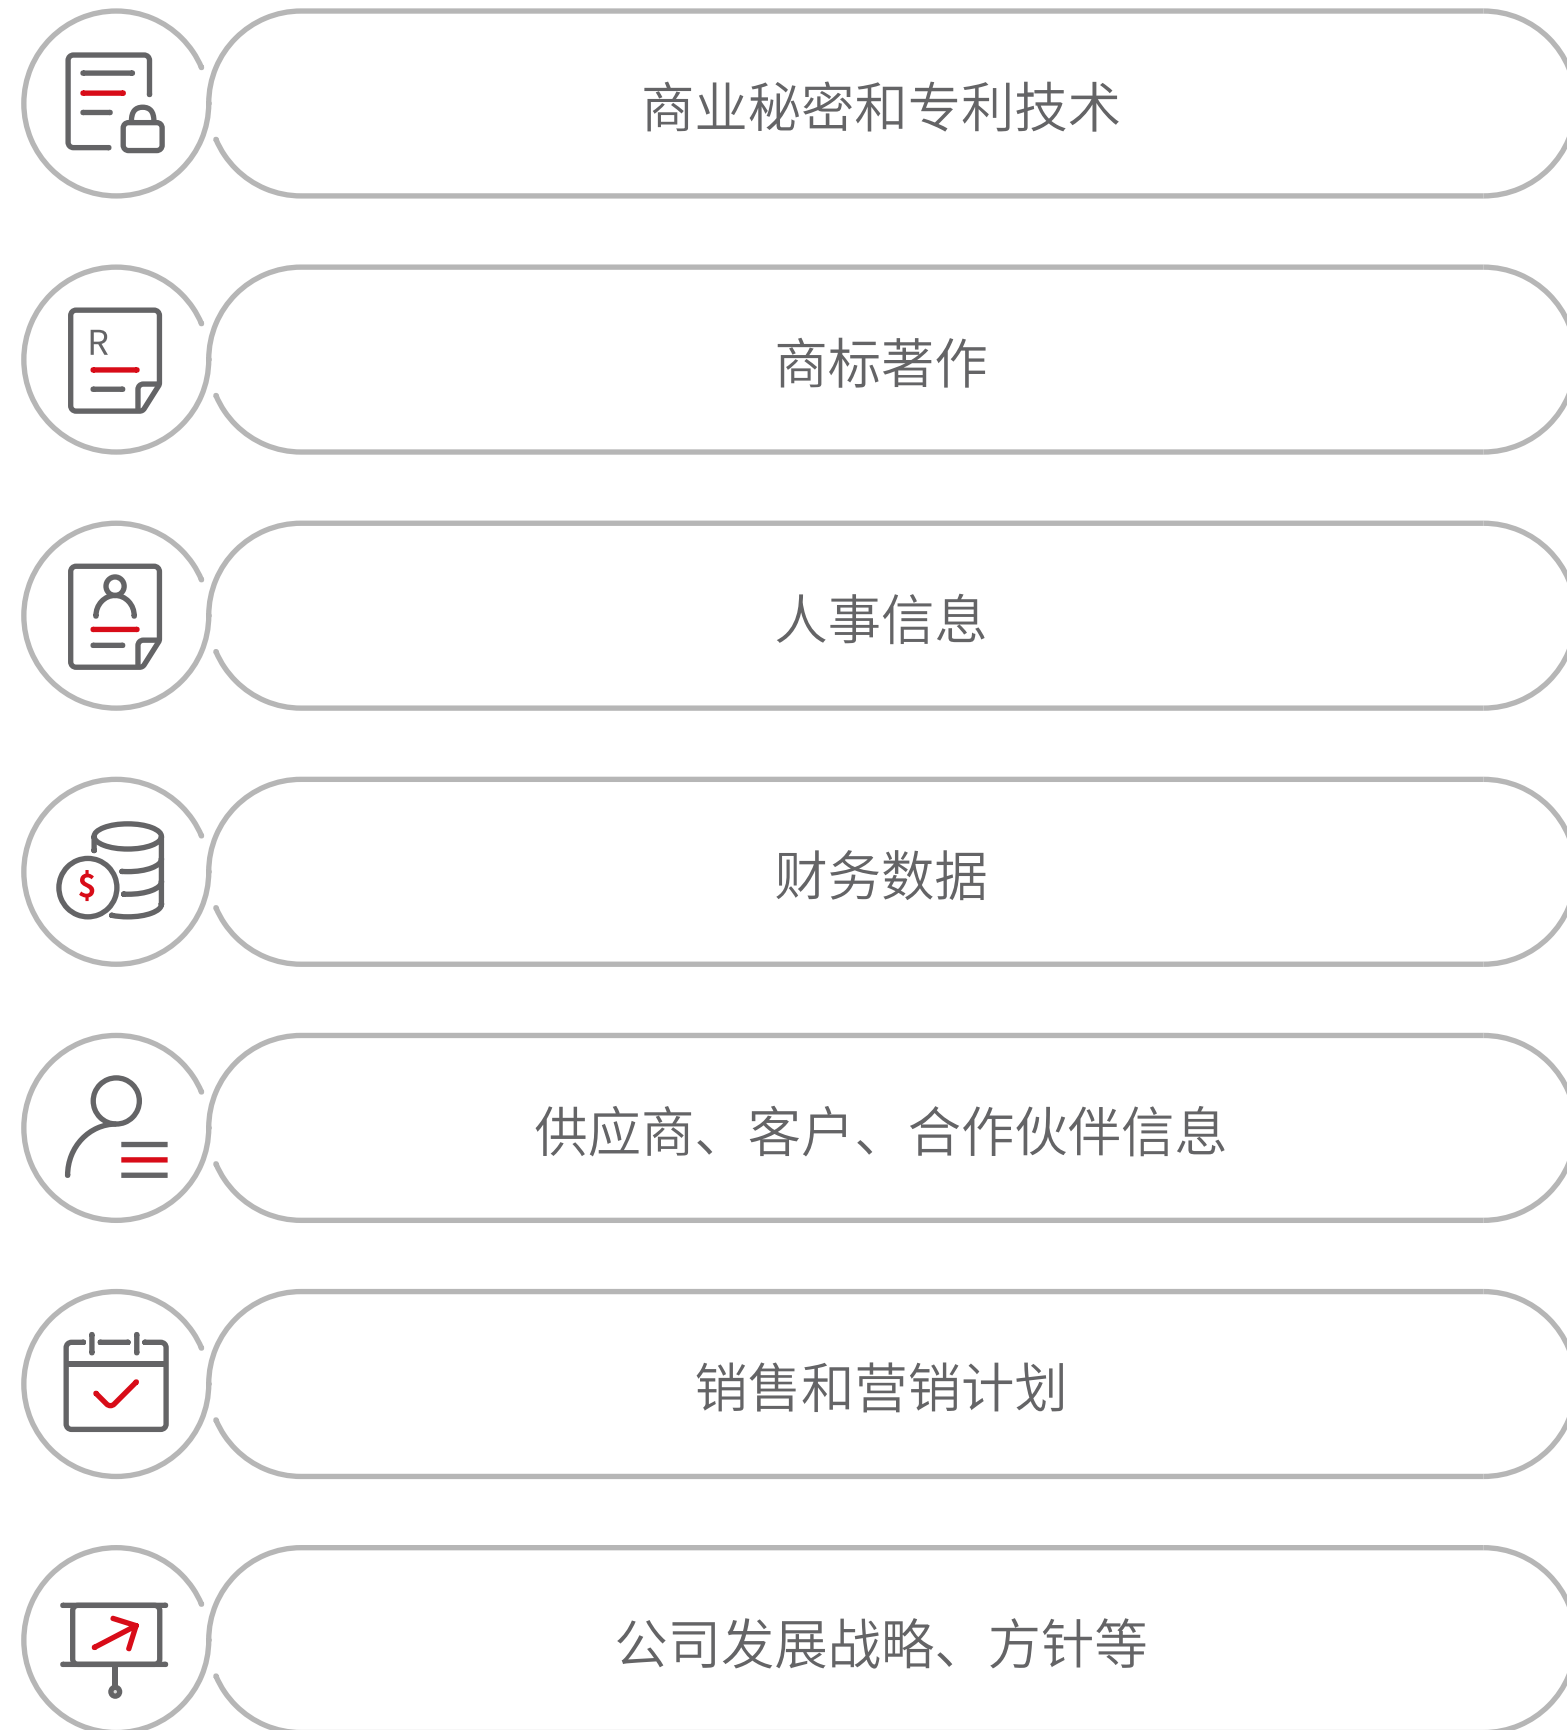 商业秘密和专利技术
R
商标著作
人事信息
$
财务数据
供应商、客户、合作伙伴信息
销售和营销计划
公司发展战略、方针等